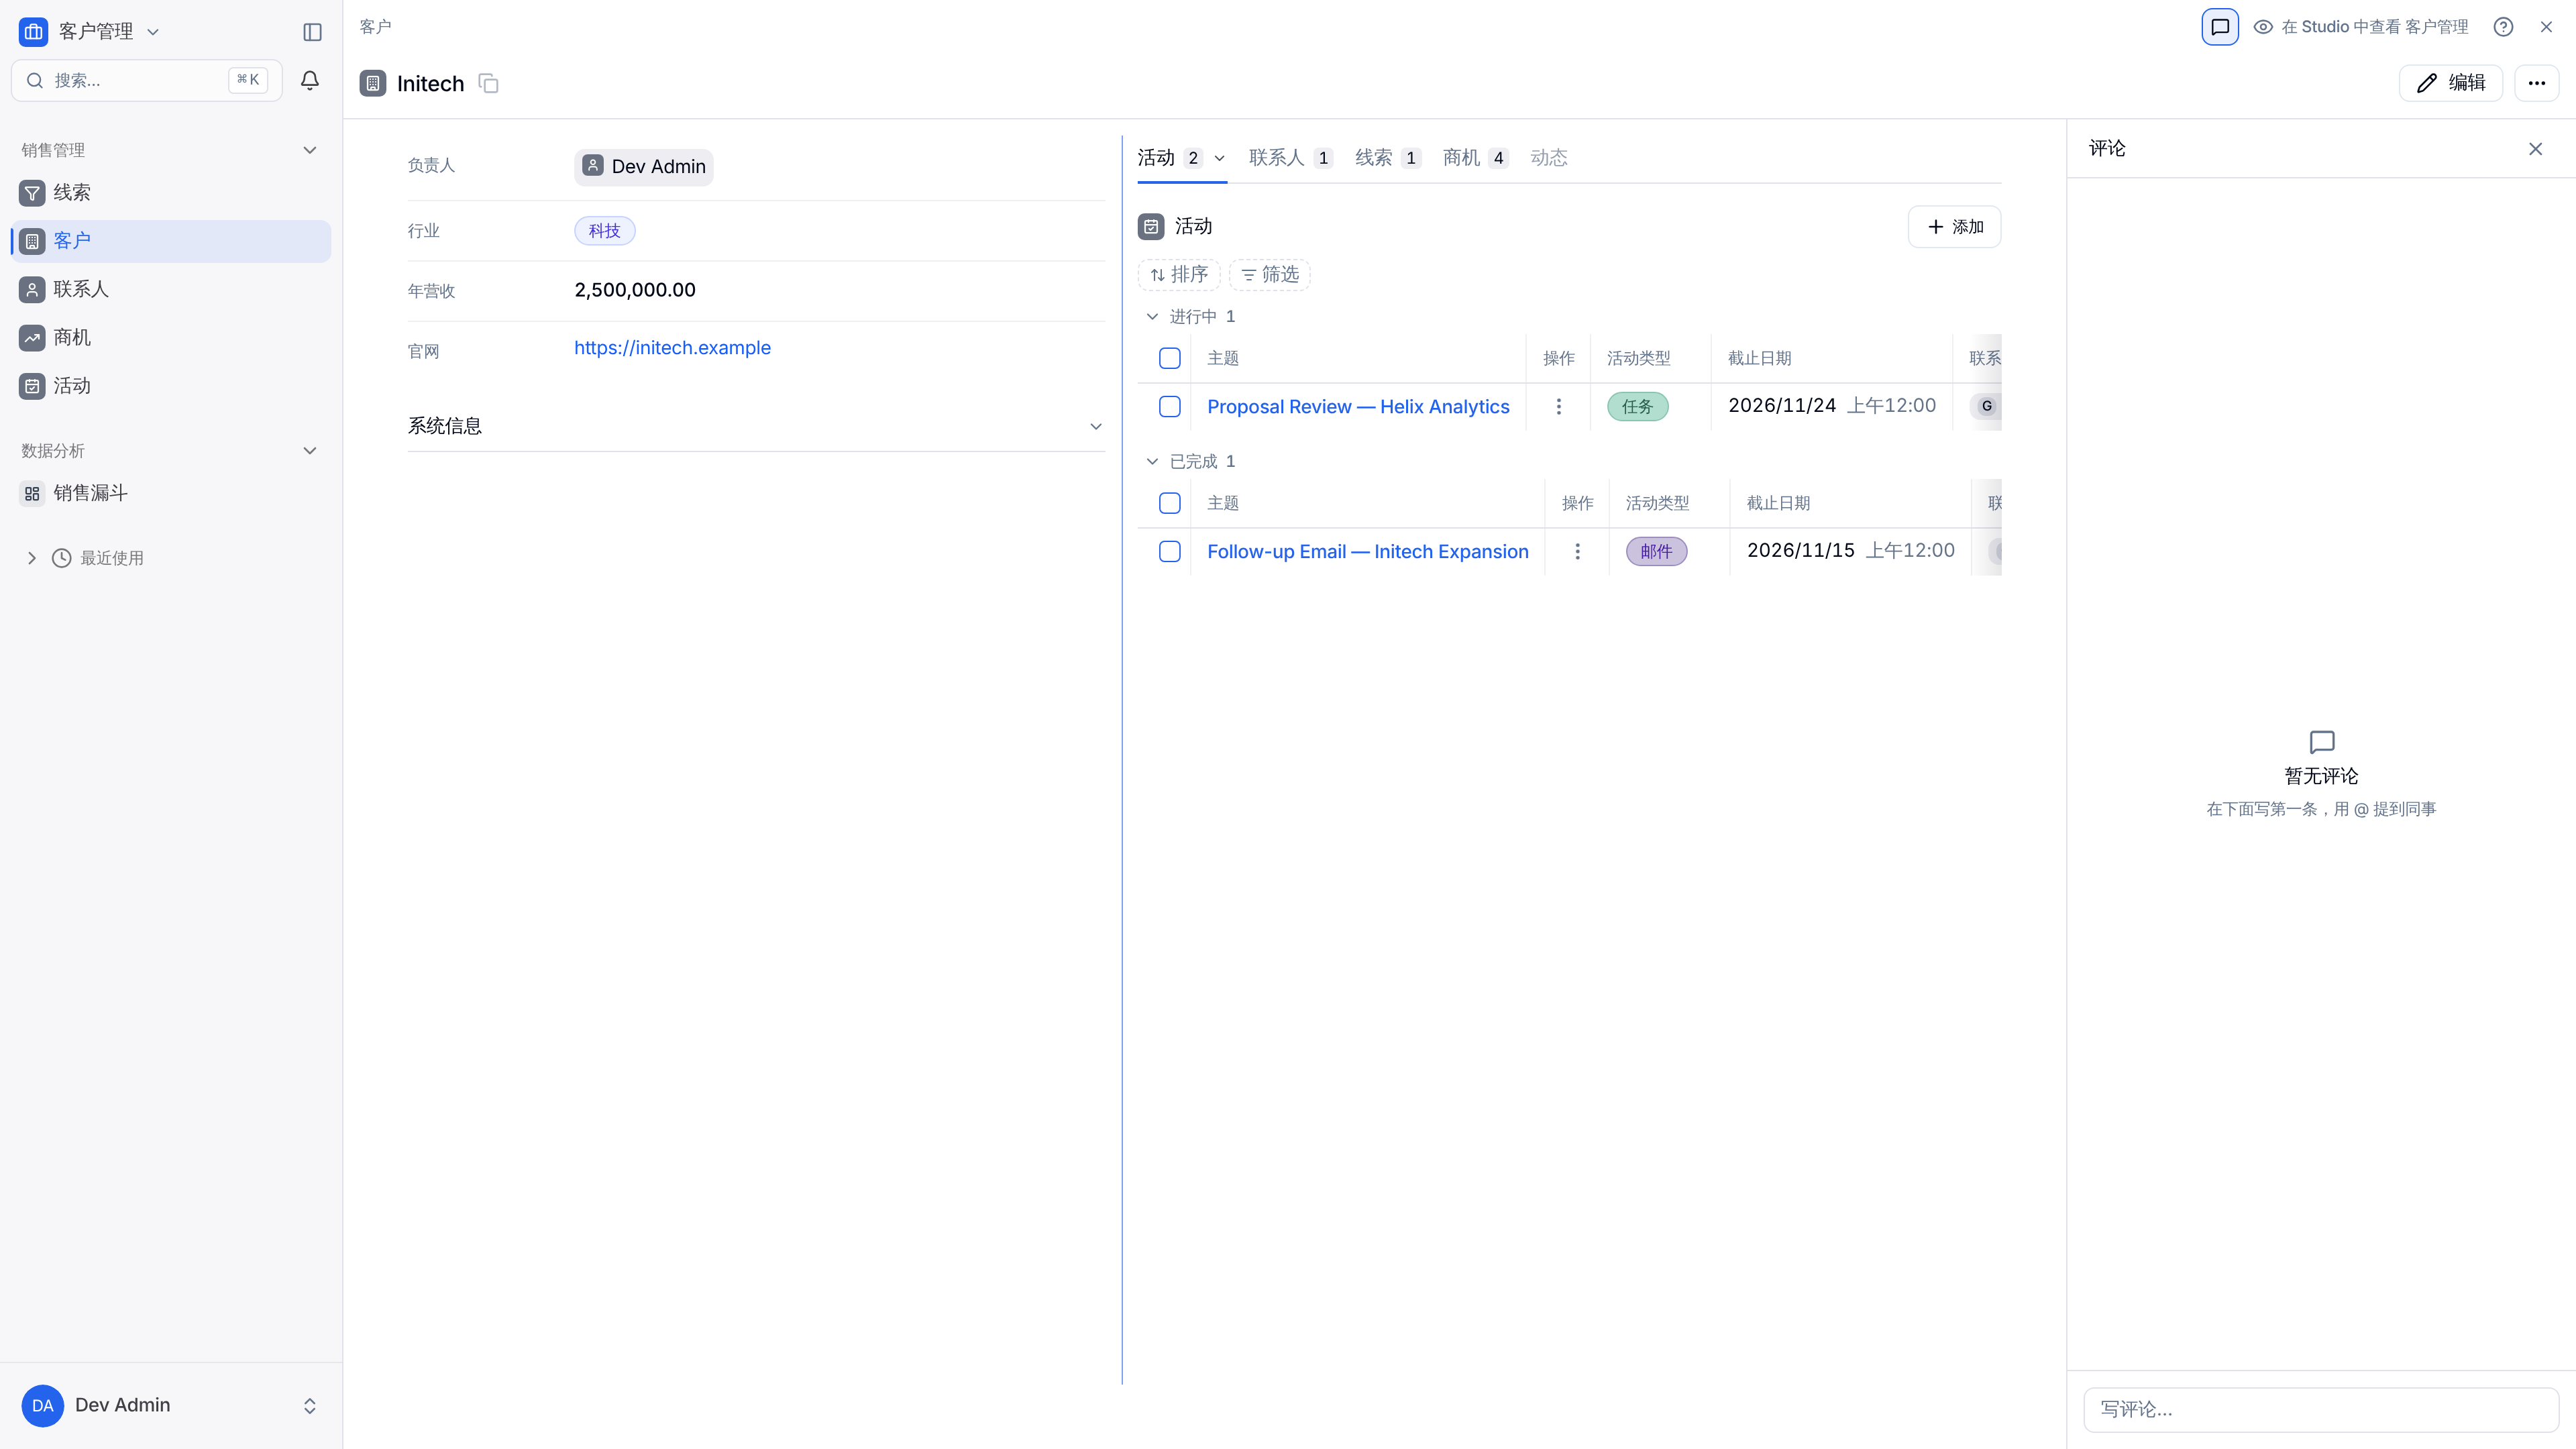 客户管理
搜索... ⌘K
销售管理
线索
客户
联系人
商机
活动
数据分析
销售漏斗
最近使用
DA Dev Admin
客户
在 Studio 中查看 客户管理
Initech
编辑
负责人 Dev Admin
行业 科技
年营收 2,500,000.00
官网 https://initech.example
系统信息
活动 2 联系人 1 线索 1 商机 4 动态
活动
添加
排序 筛选
进行中 1
主题 操作 活动类型 截止日期 联系
Proposal Review — Helix Analytics 任务 2026/11/24 上午12:00 G
已完成 1
主题 操作 活动类型 截止日期 联
Follow-up Email — Initech Expansion 邮件 2026/11/15 上午12:00
评论
暂无评论
在下面写第一条，用 @ 提到同事
写评论...